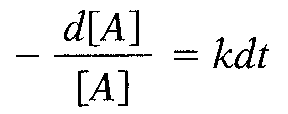 − d[A]/[A] = kdt